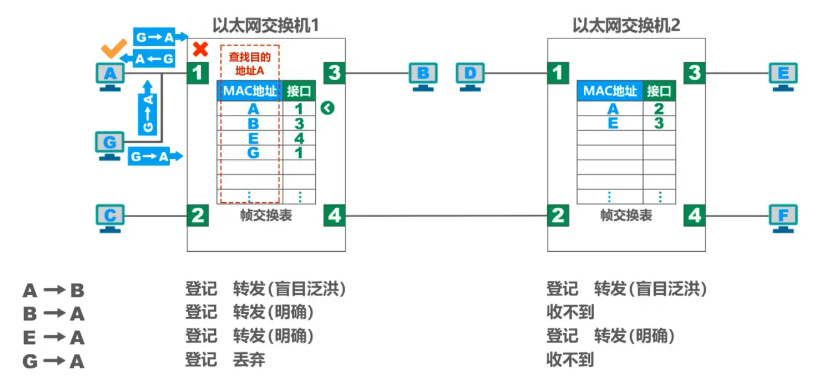 以太网交换机1
以太网交换机2
G→A
A←G
查找目的
地址A
A
1
3
B
D
1
3
E
MAC地址 接口
A 1
B 3
E 4
G 1
⋮ ⋮
帧交换表
MAC地址 接口
A 2
E 3
⋮ ⋮
帧交换表
G→A
G
G→A
C
2
4
2
4
F
A→B 登记 转发(盲目泛洪) 登记 转发(盲目泛洪)
B→A 登记 转发(明确) 收不到
E→A 登记 转发(明确) 登记 转发(明确)
G→A 登记 丢弃 收不到